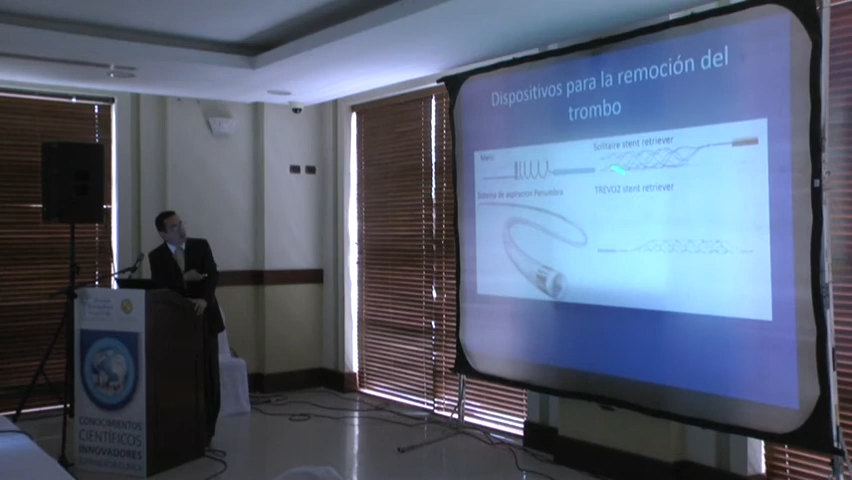 Dispositivos para la remoción del
trombo
Merci
Solitaire stent retriever
Sistema de aspiración Penumbra
TREVO2 stent retriever
CONOCIMIENTOS
CIENTÍFICOS
INNOVADORES